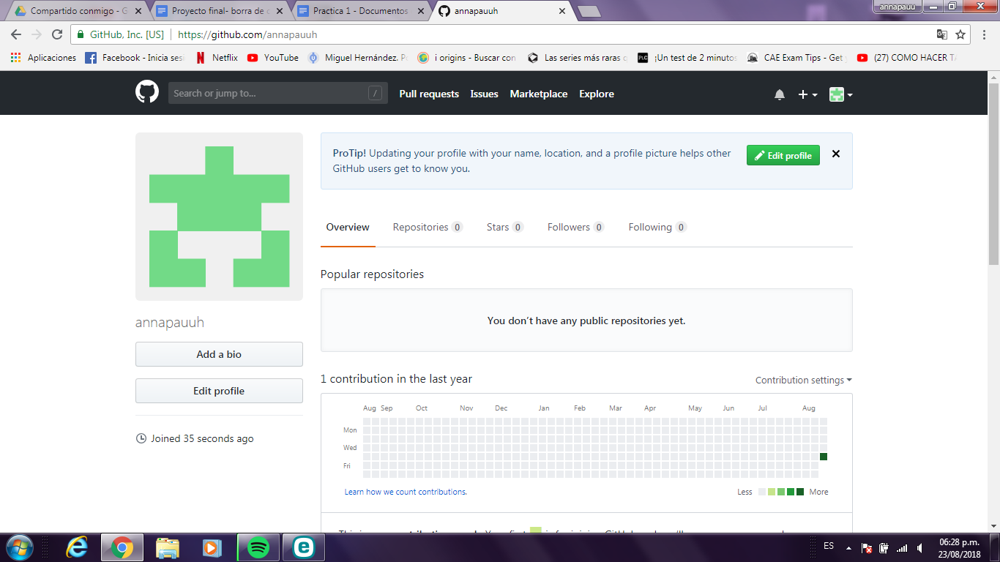 Compartido conmigo - G
Proyecto final- borra de c
Practica 1 - Documentos
annapauuh
annapauu
GitHub, Inc. [US]
https://github.com/annapauuh
Aplicaciones
Facebook - Inicia sesi
Netflix
YouTube
Miguel Hernández. P
i origins - Buscar con
Las series más raras
¡Un test de 2 minutos
CAE Exam Tips - Get
(27) COMO HACER TA
Search or jump to...
/
Pull requests
Issues
Marketplace
Explore
ProTip! Updating your profile with your name, location, and a profile picture helps other
GitHub users get to know you.
Edit profile
Overview
Repositories 0
Stars 0
Followers 0
Following 0
Popular repositories
You don’t have any public repositories yet.
annapauuh
Add a bio
Edit profile
Joined 35 seconds ago
1 contribution in the last year
Contribution settings
Aug Sep Oct Nov Dec Jan Feb Mar Apr May Jun Jul Aug
Mon
Wed
Fri
Learn how we count contributions.
Less
More
ES
06:28 p.m.
23/08/2018